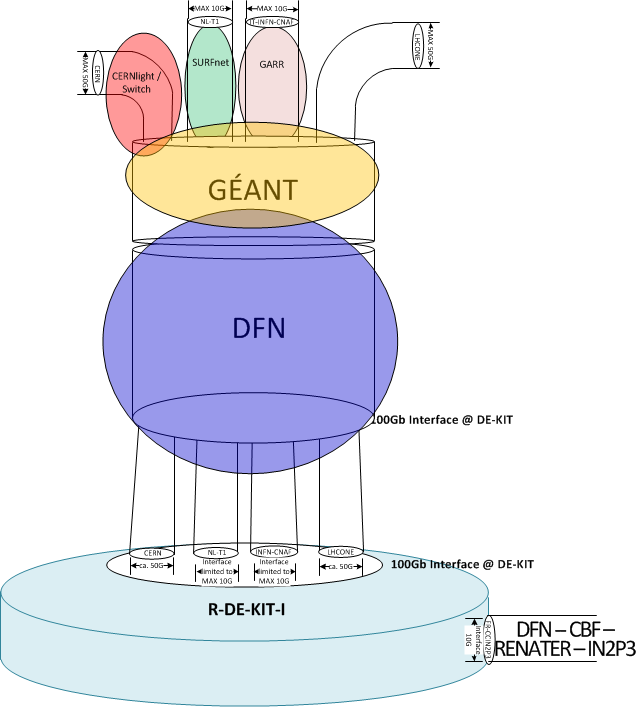 MAX 10G
MAX 10G
NL-T1
IT-INFN-CNAF
MAX 50G
CERN
CERNlight /
Switch
SURFnet
GARR
LHCONE
MAX 50G
GÉANT
DFN
100Gb Interface @ DE-KIT
CERN
NL-T1
INFN-CNAF
LHCONE
ca. 50G
Interface
limited to
MAX 10G
Interface
limited to
MAX 10G
ca. 50G
100Gb Interface @ DE-KIT
R-DE-KIT-I
Interface
10G
FR-CCIN2P3
DFN – CBF –
RENATER – IN2P3